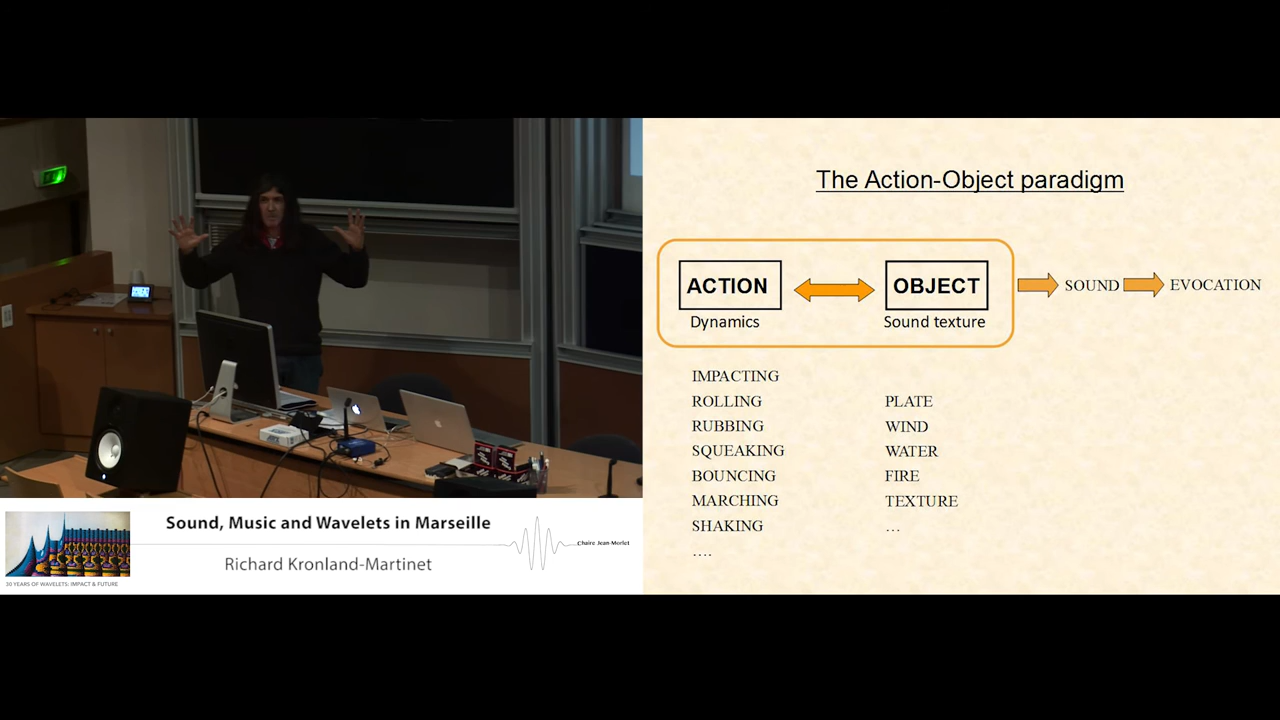 Sound, Music and Wavelets in Marseille
Chaire Jean-Morlet
Richard Kronland-Martinet
30 YEARS OF WAVELETS: IMPACT & FUTURE
The Action-Object paradigm
ACTION
OBJECT
SOUND
EVOCATION
Dynamics
Sound texture
IMPACTING
ROLLING
RUBBING
SQUEAKING
BOUNCING
MARCHING
SHAKING
....
PLATE
WIND
WATER
FIRE
TEXTURE
...